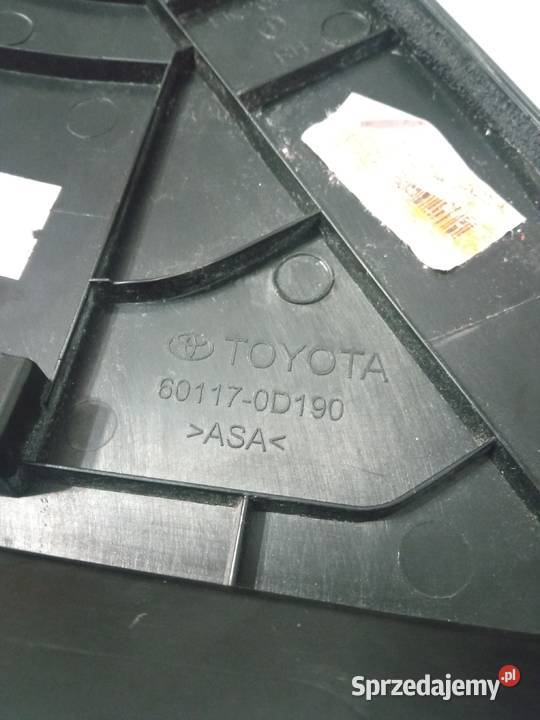 TOYOTA
60117-0D190
>ASA<
Sprzedajemy.pl